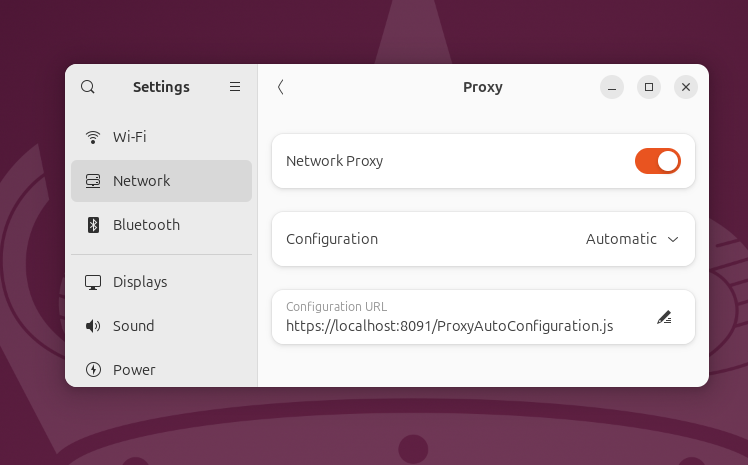 Settings
Proxy
Wi-Fi
Network
Bluetooth
Displays
Sound
Power
Network Proxy
Configuration
Automatic
Configuration URL
https://localhost:8091/ProxyAutoConfiguration.js